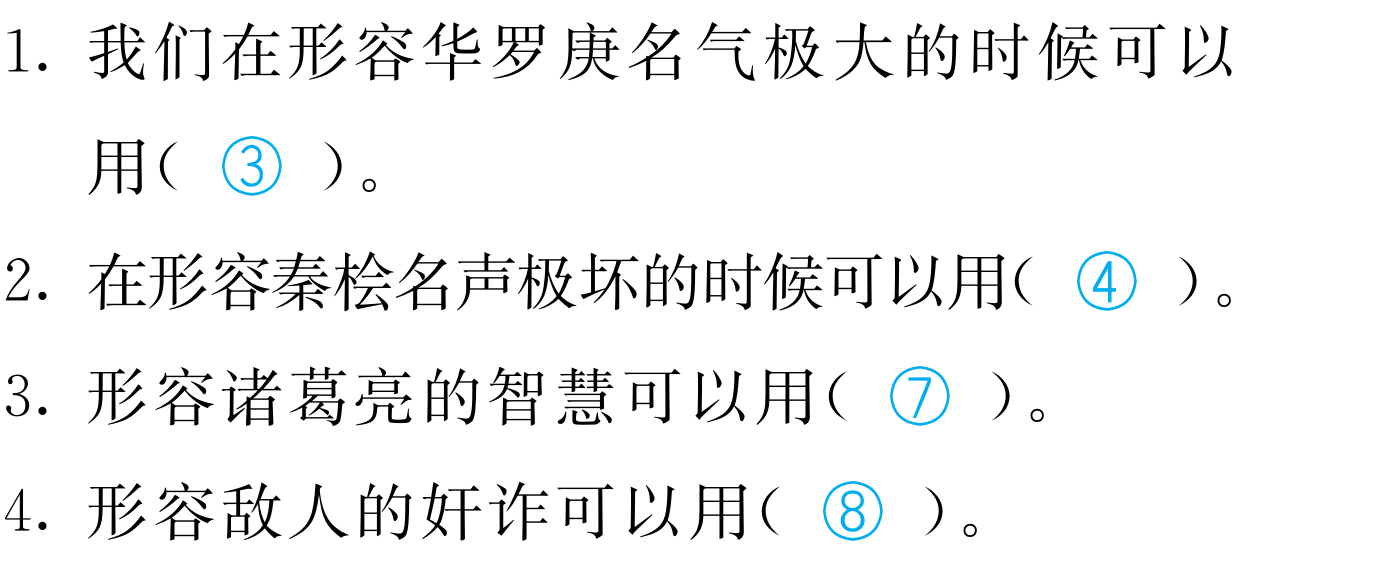 1. 我们在形容华罗庚名气极大的时候可以
用( ③ )。
2. 在形容秦桧名声极坏的时候可以用( ④ )。
3. 形容诸葛亮的智慧可以用( ⑦ )。
4. 形容敌人的奸诈可以用( ⑧ )。